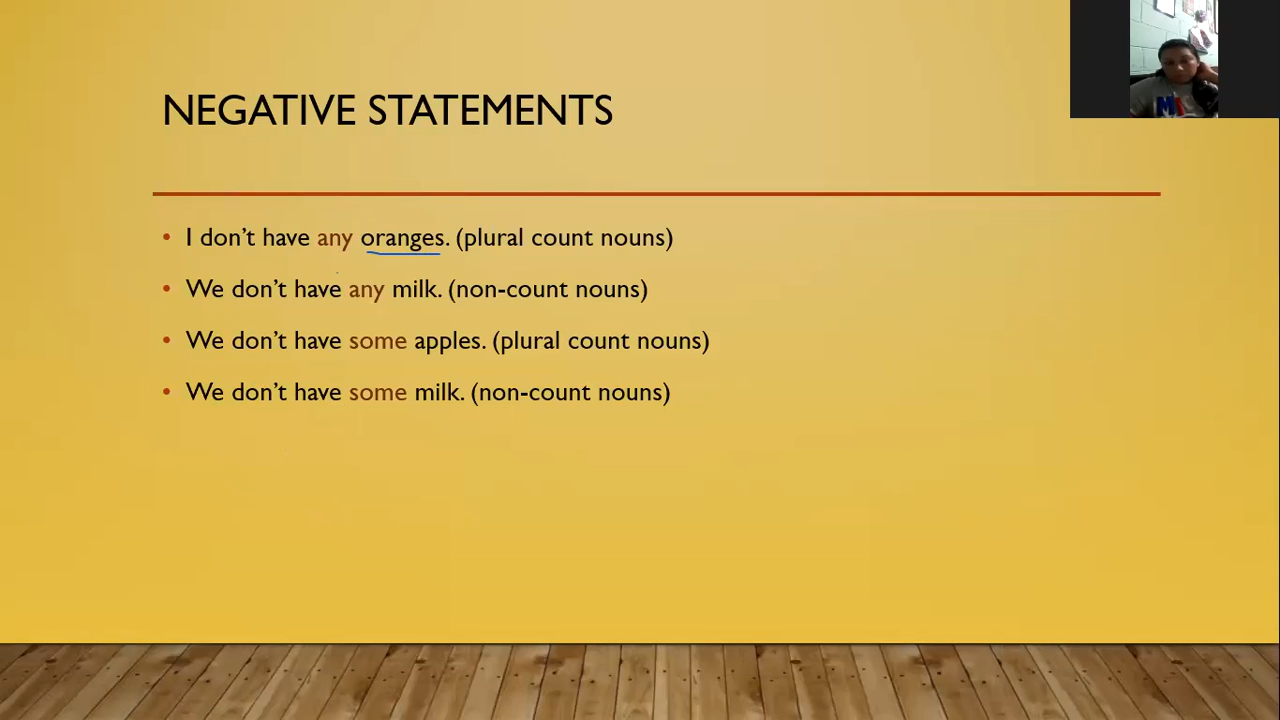 NEGATIVE STATEMENTS
• I don't have any oranges. (plural count nouns)
• We don't have any milk. (non-count nouns)
• We don't have some apples. (plural count nouns)
• We don't have some milk. (non-count nouns)